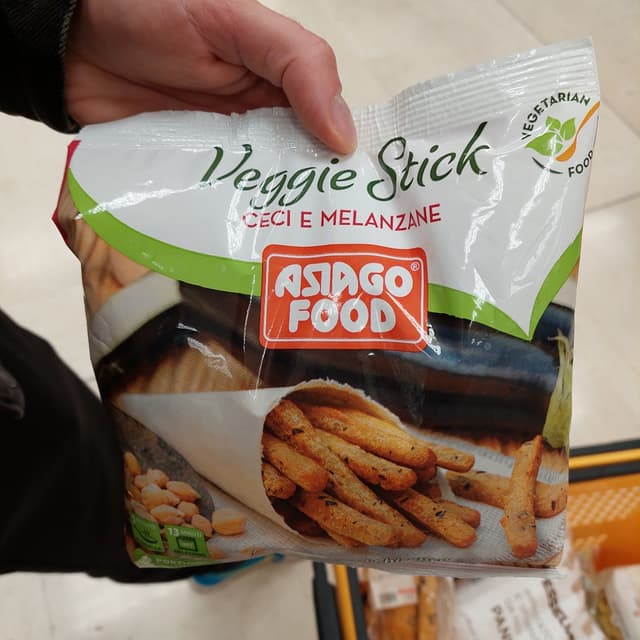 Veggie Stick
CECI E MELANZANE
VEGETARIAN
FOOD
ASIAGO®
FOOD